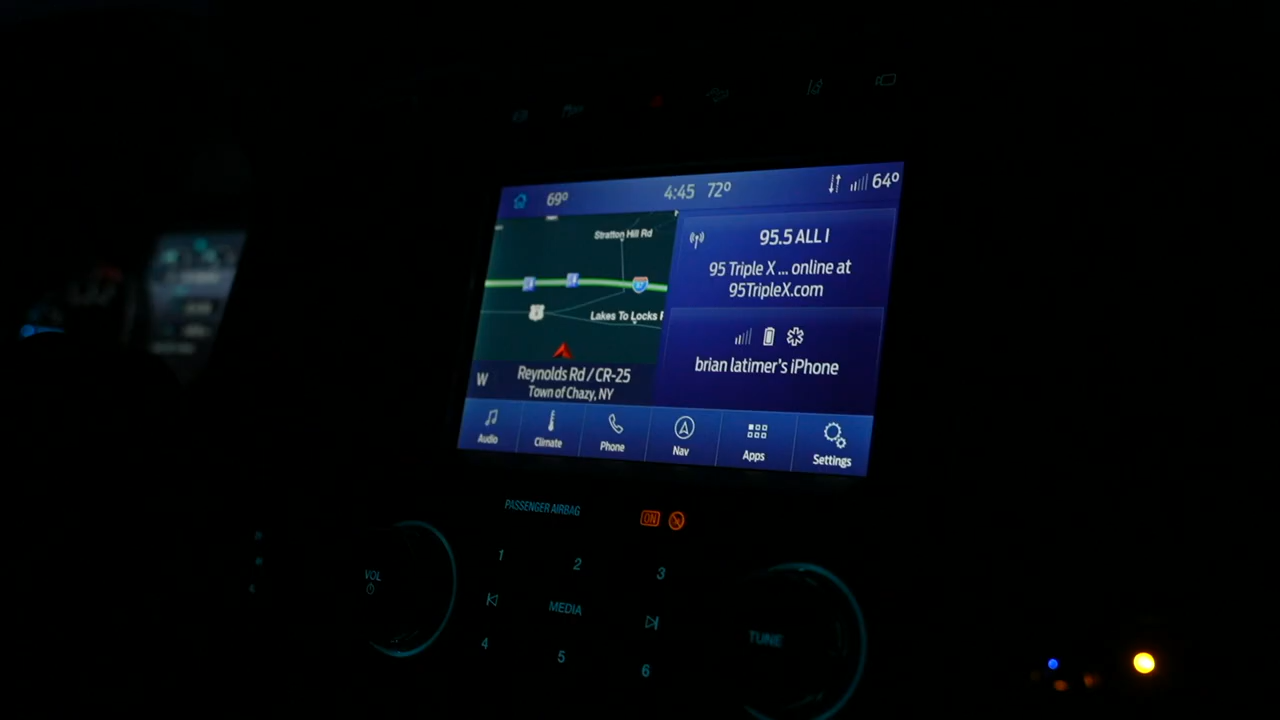 69º 4:45 72º 64º
Stratton Hill Rd
87
Lakes To Locks P
W
Reynolds Rd / CR-25
Town of Chazy, NY
95.5 ALL I
95 Triple X ... online at
95TripleX.com
brian latimer's iPhone
Audio Climate Phone Nav Apps Settings
PASSENGER AIRBAG ON
1 2 3
VOL
MEDIA
TUNE
4 5 6